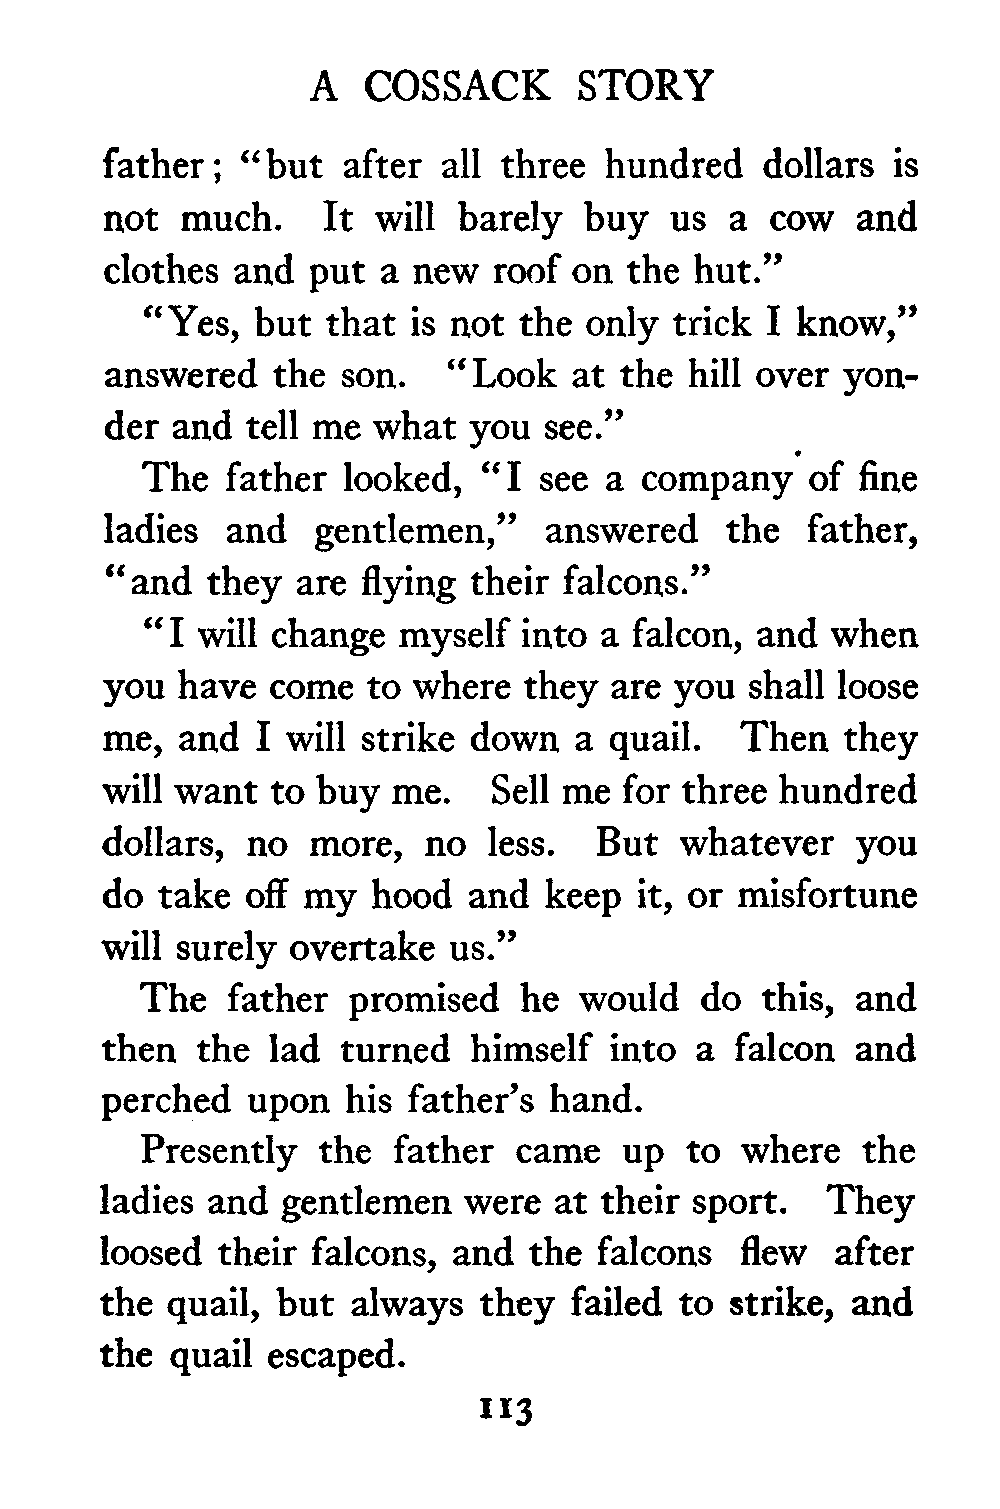 A COSSACK STORY
father; "but after all three hundred dollars is
not much. It will barely buy us a cow and
clothes and put a new roof on the hut."
"Yes, but that is not the only trick I know,"
answered the son. "Look at the hill over yon-
der and tell me what you see."
The father looked, "I see a company of fine
ladies and gentlemen," answered the father,
"and they are flying their falcons."
"I will change myself into a falcon, and when
you have come to where they are you shall loose
me, and I will strike down a quail. Then they
will want to buy me. Sell me for three hundred
dollars, no more, no less. But whatever you
do take off my hood and keep it, or misfortune
will surely overtake us."
The father promised he would do this, and
then the lad turned himself into a falcon and
perched upon his father's hand.
Presently the father came up to where the
ladies and gentlemen were at their sport. They
loosed their falcons, and the falcons flew after
the quail, but always they failed to strike, and
the quail escaped.
113